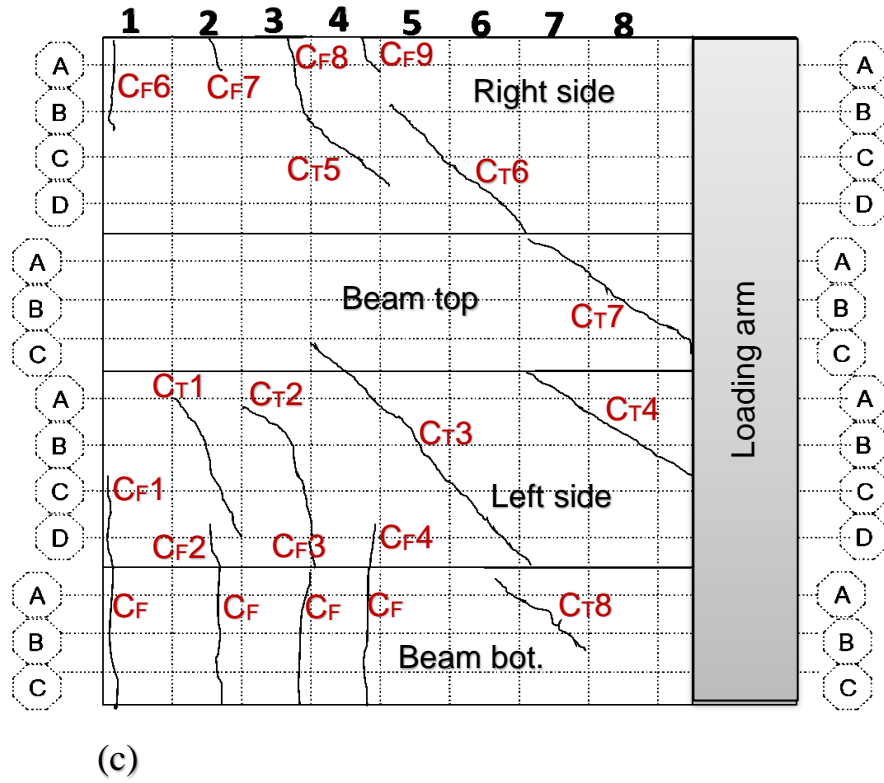 1 2 3 4 5 6 7 8
A CF6 CF7 CF8 CF9 Right side A
B B
C CT5 CT6 C
D D
A A
B Beam top CT7 B
C C
A CT1 CT2 CT3 CT4 A
B B
C CF1 Left side C
D CF2 CF3 CF4 D
A CF CF CF CF CT8 A
B Beam bot. B
C C
Loading arm
(c)